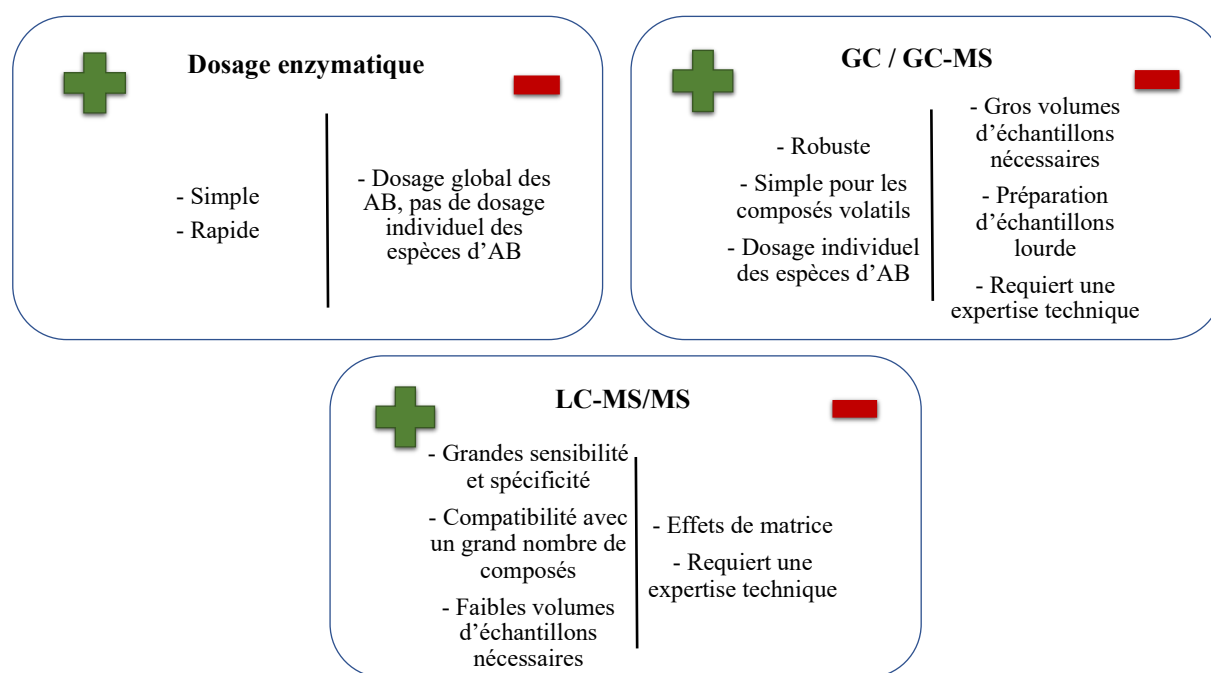 Dosage enzymatique
- Simple
- Rapide
- Dosage global des
AB, pas de dosage
individuel des
espèces d’AB
GC / GC-MS
- Robuste
- Simple pour les
composés volatils
- Dosage individuel
des espèces d’AB
- Gros volumes
d’échantillons
nécessaires
- Préparation
d’échantillons
lourde
- Requiert une
expertise technique
LC-MS/MS
- Grandes sensibilité
et spécificité
- Compatibilité avec
un grand nombre de
composés
- Faibles volumes
d’échantillons
nécessaires
- Effets de matrice
- Requiert une
expertise technique